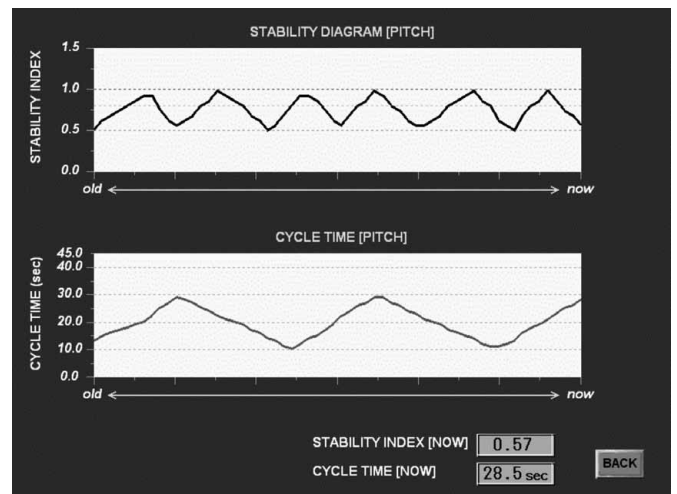 STABILITY DIAGRAM [PITCH]
STABILITY INDEX
1.5
1.0
0.5
0.0
old
now
CYCLE TIME [PITCH]
CYCLE TIME (sec)
45.0
40.0
30.0
20.0
10.0
0.0
old
now
STABILITY INDEX [NOW] 0.57
CYCLE TIME [NOW] 28.5 sec
BACK